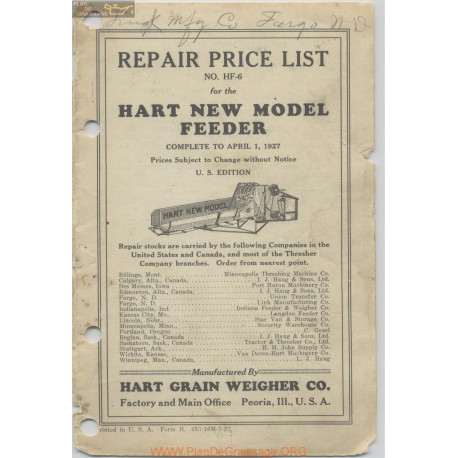 Link Mfg Co Fargo N D
REPAIR PRICE LIST
NO. HF-6
for the
HART NEW MODEL
FEEDER
COMPLETE TO APRIL 1, 1927
Prices Subject to Change without Notice
U. S. EDITION
HART NEW MODEL
Repair stocks are carried by the following Companies in the
United States and Canada, and most of the Thresher
Company branches. Order from nearest point.
Billings, Mont. Minneapolis Threshing Machine Co.
Calgary, Alta., Canada, I. J. Haug & Sons, Ltd.
Des Moines, Iowa Port Huron Machinery Co.
Edmonton, Alta., Canada, I. J. Haug & Sons, Ltd.
Fargo, N. D. Union Transfer Co.
Fargo, N. D. Link Manufacturing Co.
Indianapolis, Ind. Indiana Feeder & Weigher Co.
Kansas City, Mo. Langdon Feeder Co.
Lincoln, Nebr. Star Van & Storage Co.
Minneapolis, Minn. Security Warehouse Co.
Portland, Oregon
Regina, Sask., Canada I. J. Haug & Sons, Ltd.
Saskatoon, Sask., Canada Tractor & Thresher Co., Ltd.
Stuttgart, Ark. H. H. John Supply Co.
Wichita, Kansas, Van Doren-Hart Machinery Co.
Winnipeg, Man., Canada, I. J. Haug
Manufactured By
HART GRAIN WEIGHER CO.
Factory and Main Office Peoria, Ill., U. S. A.
rinted in U. S. A. Form R.
www.PlanDeGraissage.ORG